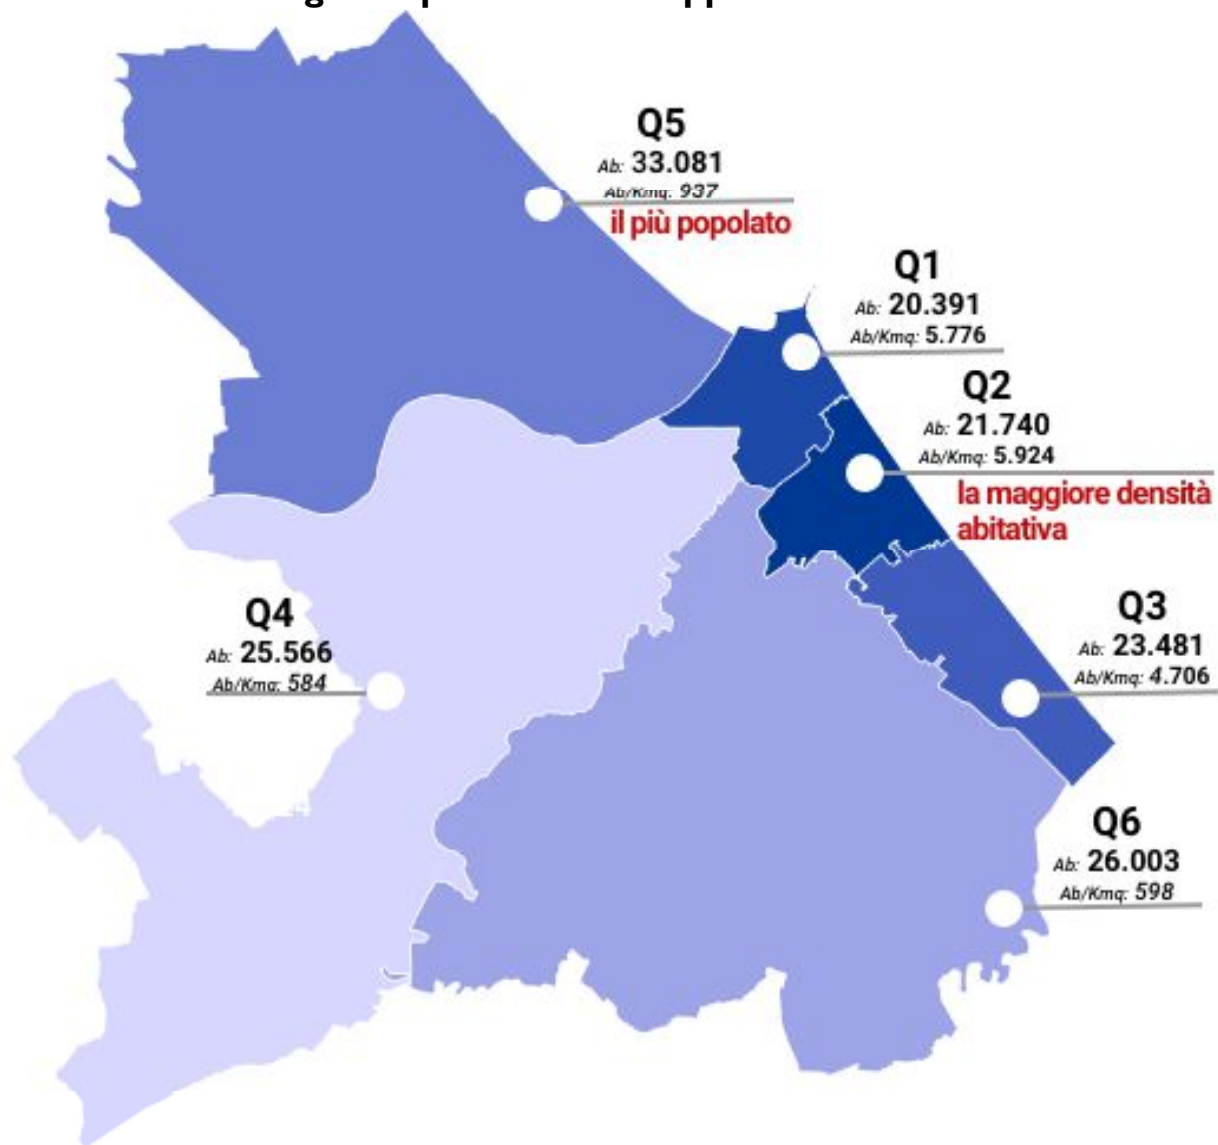 Q5
Ab: 33.081
Ab/Kmq: 937
il più popolato
Q1
Ab: 20.391
Ab/Kmq: 5.776
Q2
Ab: 21.740
Ab/Kmq: 5.924
la maggiore densità
abitativa
Q4
Ab: 25.566
Ab/Kmq: 584
Q3
Ab: 23.481
Ab/Kmq: 4.706
Q6
Ab: 26.003
Ab/Kmq: 598